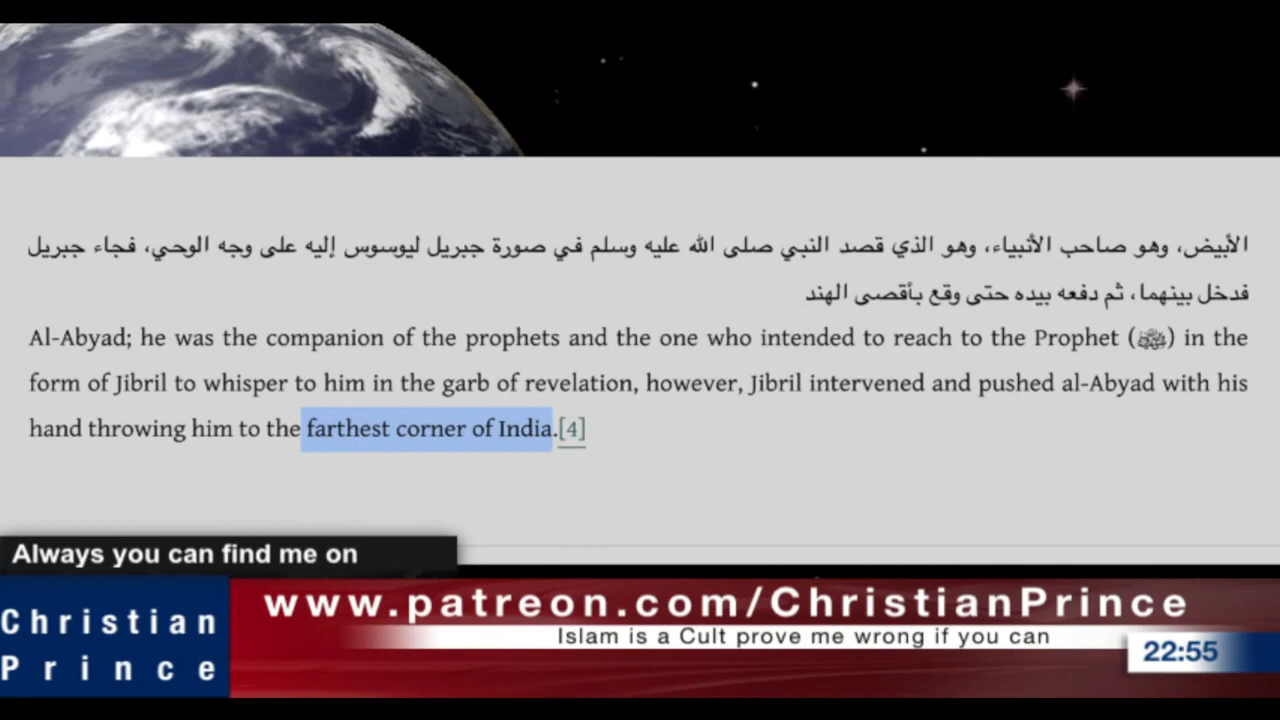 الأبيض، وهو صاحب الأنبياء، وهو الذي قصد النبي صلى الله عليه وسلم في صورة جبريل ليوسوس إليه على وجه الوحي، فجاء جبريل
فدخل بينهما، ثم دفعه بيده حتى وقع بأقصى الهند
Al-Abyad; he was the companion of the prophets and the one who intended to reach to the Prophet (ﷺ) in the
form of Jibril to whisper to him in the garb of revelation, however, Jibril intervened and pushed al-Abyad with his
hand throwing him to the farthest corner of India.[4]
Always you can find me on
Christian
Prince
www.patreon.com/ChristianPrince
Islam is a Cult prove me wrong if you can
22:55